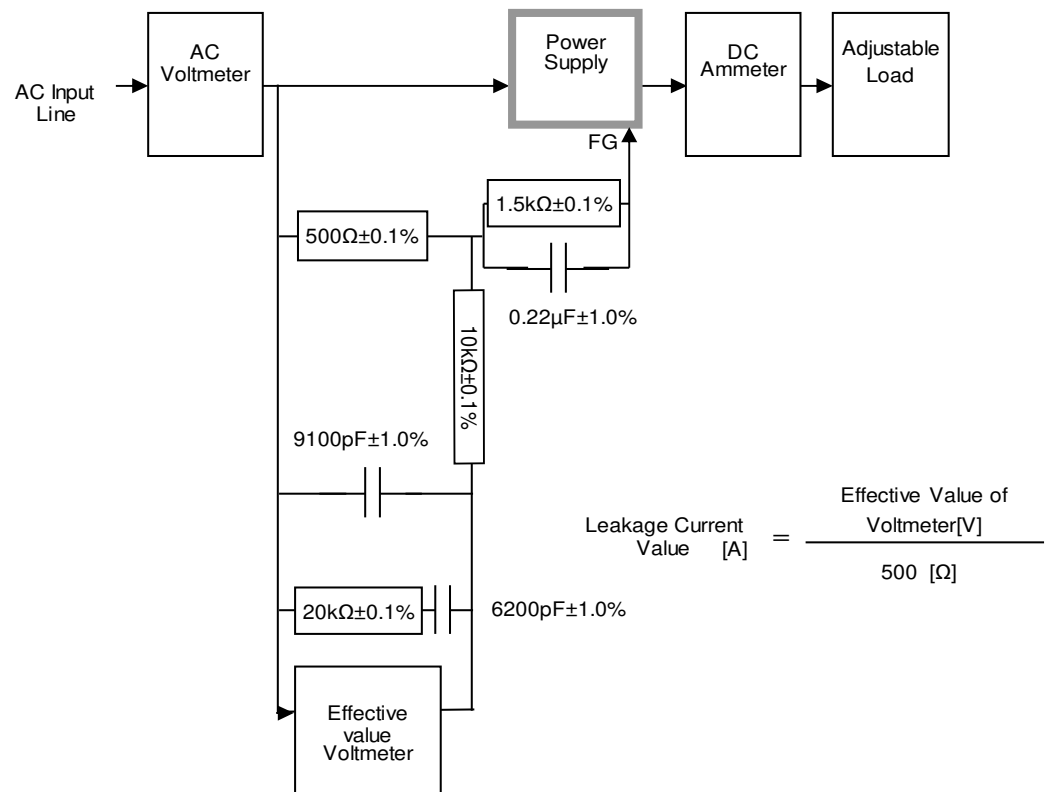 AC
Voltmeter
Power
Supply
DC
Ammeter
Adjustable
Load
AC Input
Line
FG
1.5kΩ±0.1%
500Ω±0.1%
0.22µF±1.0%
10kΩ±0.1%
9100pF±1.0%
Leakage Current
Value [A]
=
Effective Value of
Voltmeter[V]
500 [Ω]
20kΩ±0.1%
6200pF±1.0%
Effective
value
Voltmeter